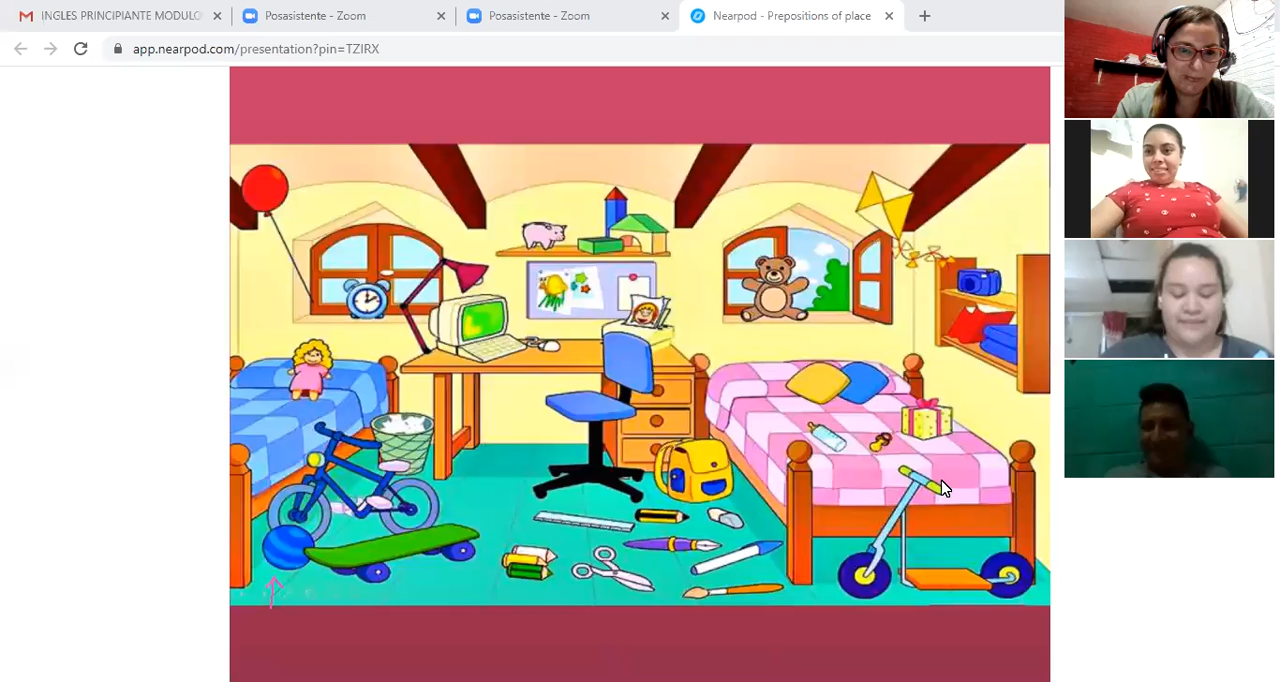 INGLES PRINCIPIANTE MODULO
Posasistente - Zoom
Posasistente - Zoom
Nearpod - Prepositions of place
app.nearpod.com/presentation?pin=TZIRX